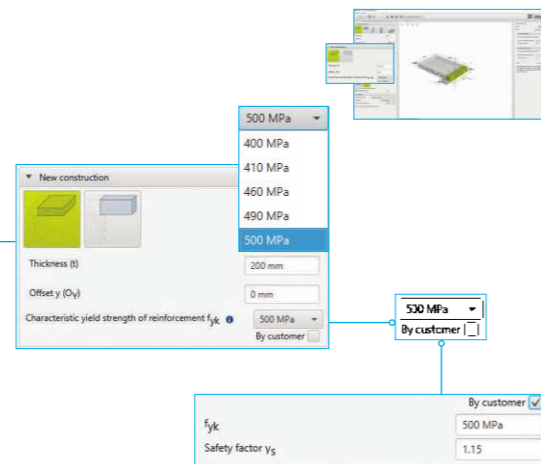 500 MPa
400 MPa
410 MPa
460 MPa
490 MPa
500 MPa
New construction
Thickness (t)
200 mm
Offset y (Oy)
0 mm
Characteristic yield strength of reinforcement fyk
500 MPa
By customer
500 MPa
By customer
By customer
fyk
500 MPa
Safety factor γS
1.15